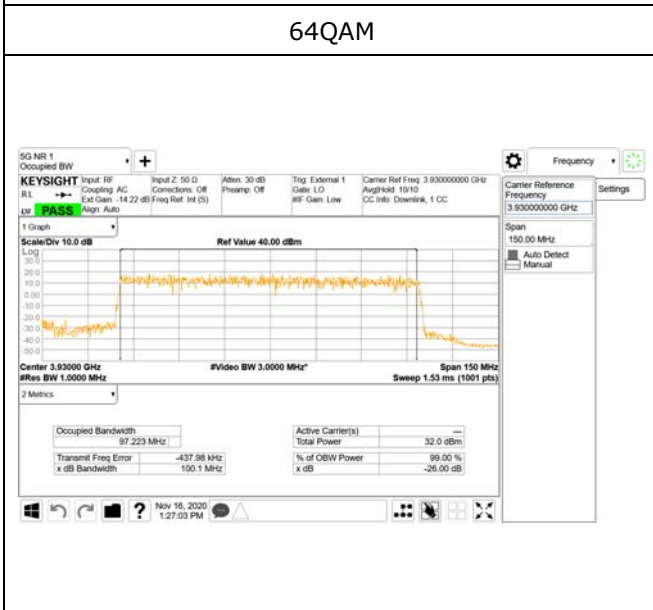 64QAM
5G NR 1
Occupied BW
Frequency
KEYSIGHT
RL
PASS
Input: RF
Coupling: AC
Ext Gain: -14.22 dB
Align: Auto
Input Z: 50 Ω
Corrections: Off
Freq Ref: Int (S)
Atten: 30 dB
Preamp: Off
Trig: External 1
Gate: LO
#IF Gain: Low
Carrier Ref Freq: 3.930000000 GHz
Avg|Hold: 10/10
CC Info: Downlink, 1 CC
Carrier Reference
Frequency
3.930000000 GHz
Settings
Span
150.00 MHz
Auto Detect
Manual
1 Graph
Scale/Div 10.0 dB
Ref Value 40.00 dBm
Log
30.0
20.0
10.0
0.00
-10.0
-20.0
-30.0
-40.0
-50.0
Center 3.93000 GHz
#Video BW 3.0000 MHz*
Span 150 MHz
#Res BW 1.0000 MHz
Sweep 1.53 ms (1001 pts)
2 Metrics
Occupied Bandwidth
97.223 MHz
Active Carrier(s) ---
Total Power 32.0 dBm
Transmit Freq Error -437.98 kHz
% of OBW Power 99.00 %
x dB Bandwidth 100.1 MHz
x dB -26.00 dB
Nov 16, 2020
1:27:03 PM